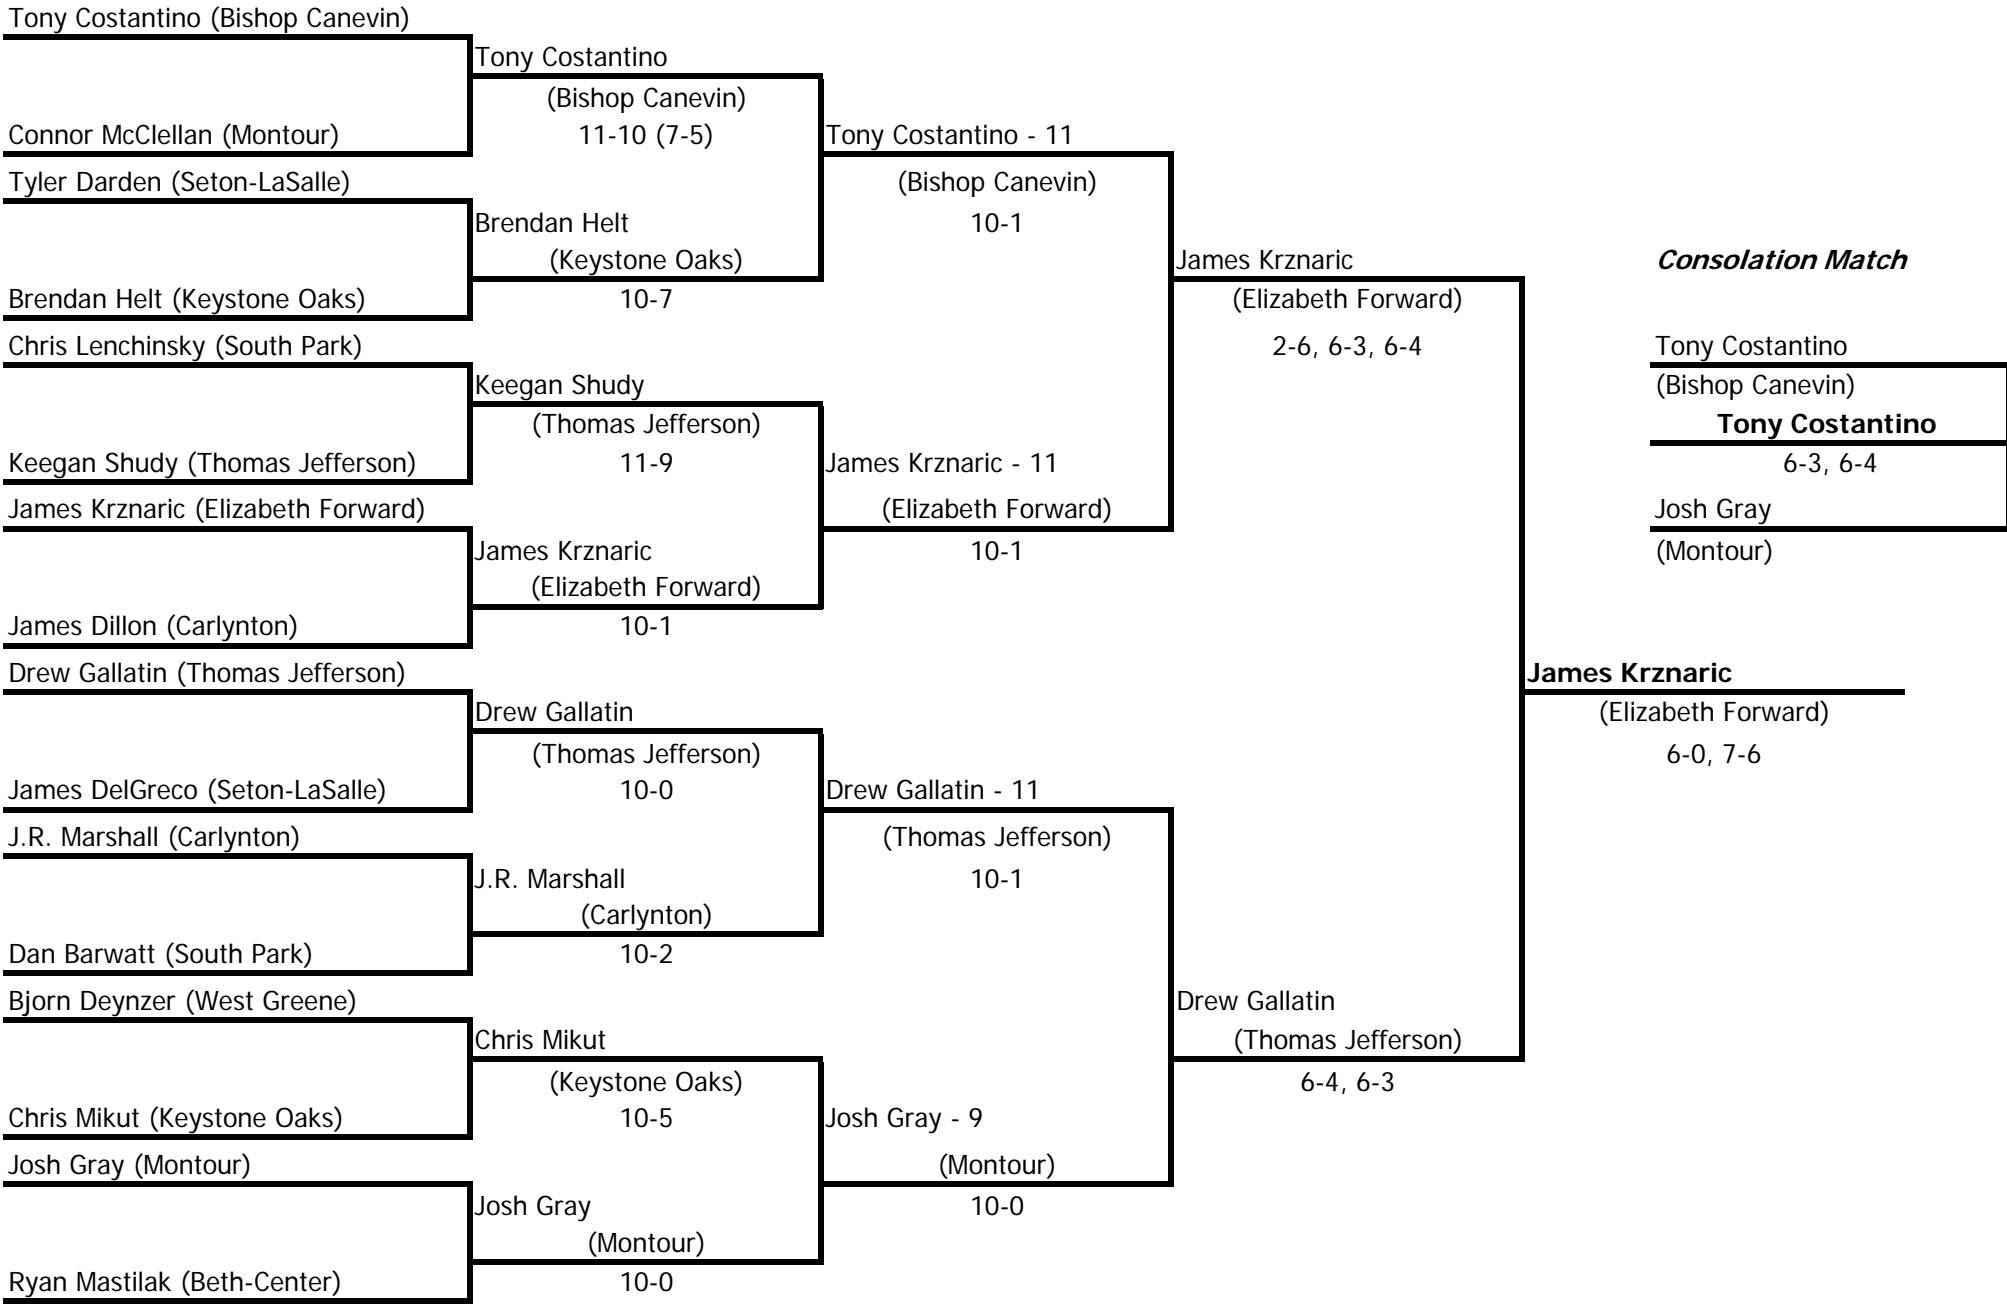 Tony Costantino (Bishop Canevin)
Connor McClellan (Montour)
Tyler Darden (Seton-LaSalle)
Brendan Helt (Keystone Oaks)
Chris Lenchinsky (South Park)
Keegan Shudy (Thomas Jefferson)
James Krznaric (Elizabeth Forward)
James Dillon (Carlynton)
Drew Gallatin (Thomas Jefferson)
James DelGreco (Seton-LaSalle)
J.R. Marshall (Carlynton)
Dan Barwatt (South Park)
Bjorn Deynzer (West Greene)
Chris Mikut (Keystone Oaks)
Josh Gray (Montour)
Ryan Mastilak (Beth-Center)
Tony Costantino
(Bishop Canevin)
11-10 (7-5)
Brendan Helt
(Keystone Oaks)
10-7
Keegan Shudy
(Thomas Jefferson)
11-9
James Krznaric
(Elizabeth Forward)
10-1
Drew Gallatin
(Thomas Jefferson)
10-0
J.R. Marshall
(Carlynton)
10-2
Chris Mikut
(Keystone Oaks)
10-5
Josh Gray
(Montour)
10-0
Tony Costantino - 11
(Bishop Canevin)
10-1
James Krznaric - 11
(Elizabeth Forward)
10-1
Drew Gallatin - 11
(Thomas Jefferson)
10-1
Josh Gray - 9
(Montour)
10-0
James Krznaric
(Elizabeth Forward)
2-6, 6-3, 6-4
Drew Gallatin
(Thomas Jefferson)
6-4, 6-3
James Krznaric
(Elizabeth Forward)
6-0, 7-6
Consolation Match
Tony Costantino
(Bishop Canevin)
Tony Costantino
6-3, 6-4
Josh Gray
(Montour)